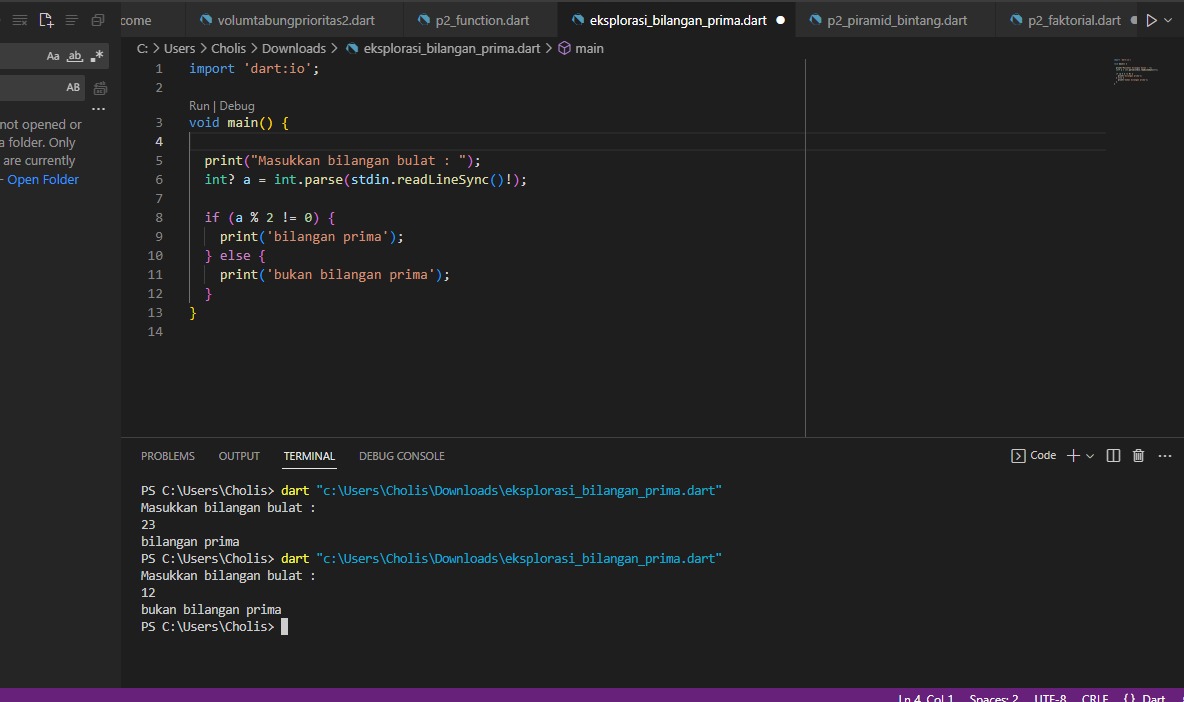 come volumtabungprioritas2.dart p2_function.dart eksplorasi_bilangan_prima.dart p2_piramid_bintang.dart p2_faktorial.dart
C: > Users > Cholis > Downloads > eksplorasi_bilangan_prima.dart > main
Aa ab .*
AB
not opened or
a folder. Only
are currently
- Open Folder
1 import 'dart:io';
2
Run | Debug
3 void main() {
4
5 print("Masukkan bilangan bulat : ");
6 int? a = int.parse(stdin.readLineSync()!);
7
8 if (a % 2 != 0) {
9 print('bilangan prima');
10 } else {
11 print('bukan bilangan prima');
12 }
13 }
14
PROBLEMS OUTPUT TERMINAL DEBUG CONSOLE Code
PS C:\Users\Cholis> dart "c:\Users\Cholis\Downloads\eksplorasi_bilangan_prima.dart"
Masukkan bilangan bulat :
23
bilangan prima
PS C:\Users\Cholis> dart "c:\Users\Cholis\Downloads\eksplorasi_bilangan_prima.dart"
Masukkan bilangan bulat :
12
bukan bilangan prima
PS C:\Users\Cholis>
Ln 4, Col 1 Spaces: 2 UTF-8 CRLF {} Dart